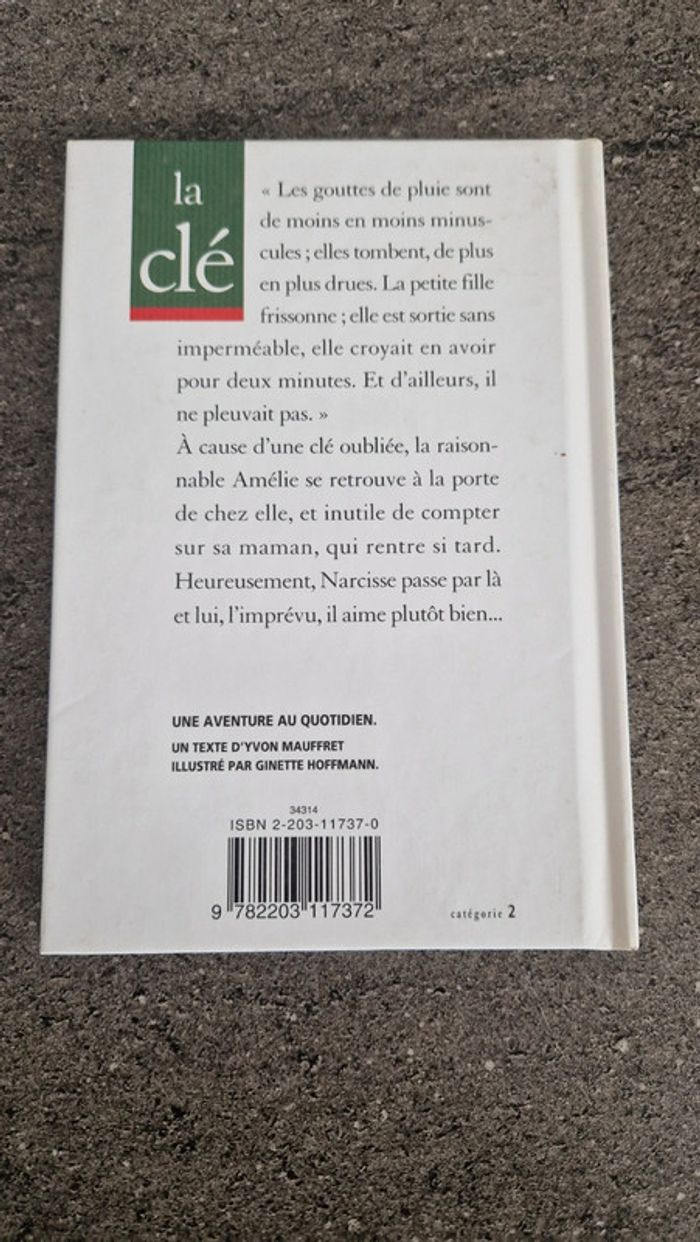 la
clé
« Les gouttes de pluie sont
de moins en moins minus-
cules ; elles tombent, de plus
en plus drues. La petite fille
frissonne ; elle est sortie sans
imperméable, elle croyait en avoir
pour deux minutes. Et d'ailleurs, il
ne pleuvait pas. »
À cause d'une clé oubliée, la raison-
nable Amélie se retrouve à la porte
de chez elle, et inutile de compter
sur sa maman, qui rentre si tard.
Heureusement, Narcisse passe par là
et lui, l'imprévu, il aime plutôt bien...
UNE AVENTURE AU QUOTIDIEN.
UN TEXTE D'YVON MAUFFRET
ILLUSTRÉ PAR GINETTE HOFFMANN.
34314
ISBN 2-203-11737-0
9 782203 117372
catégorie 2